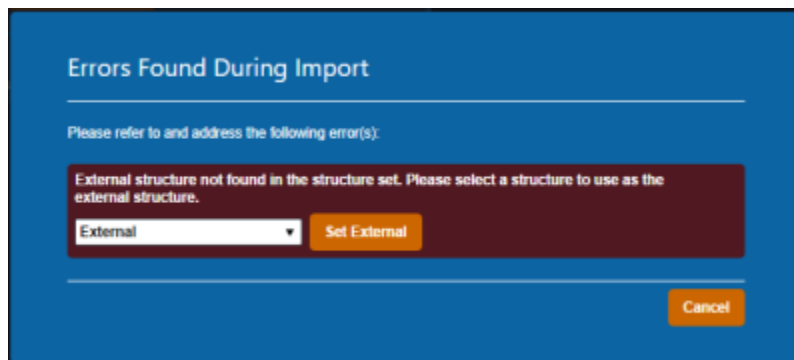 Errors Found During Import
Please refer to and address the following error(s):
External structure not found in the structure set. Please select a structure to use as the
external structure.
External
Set External
Cancel